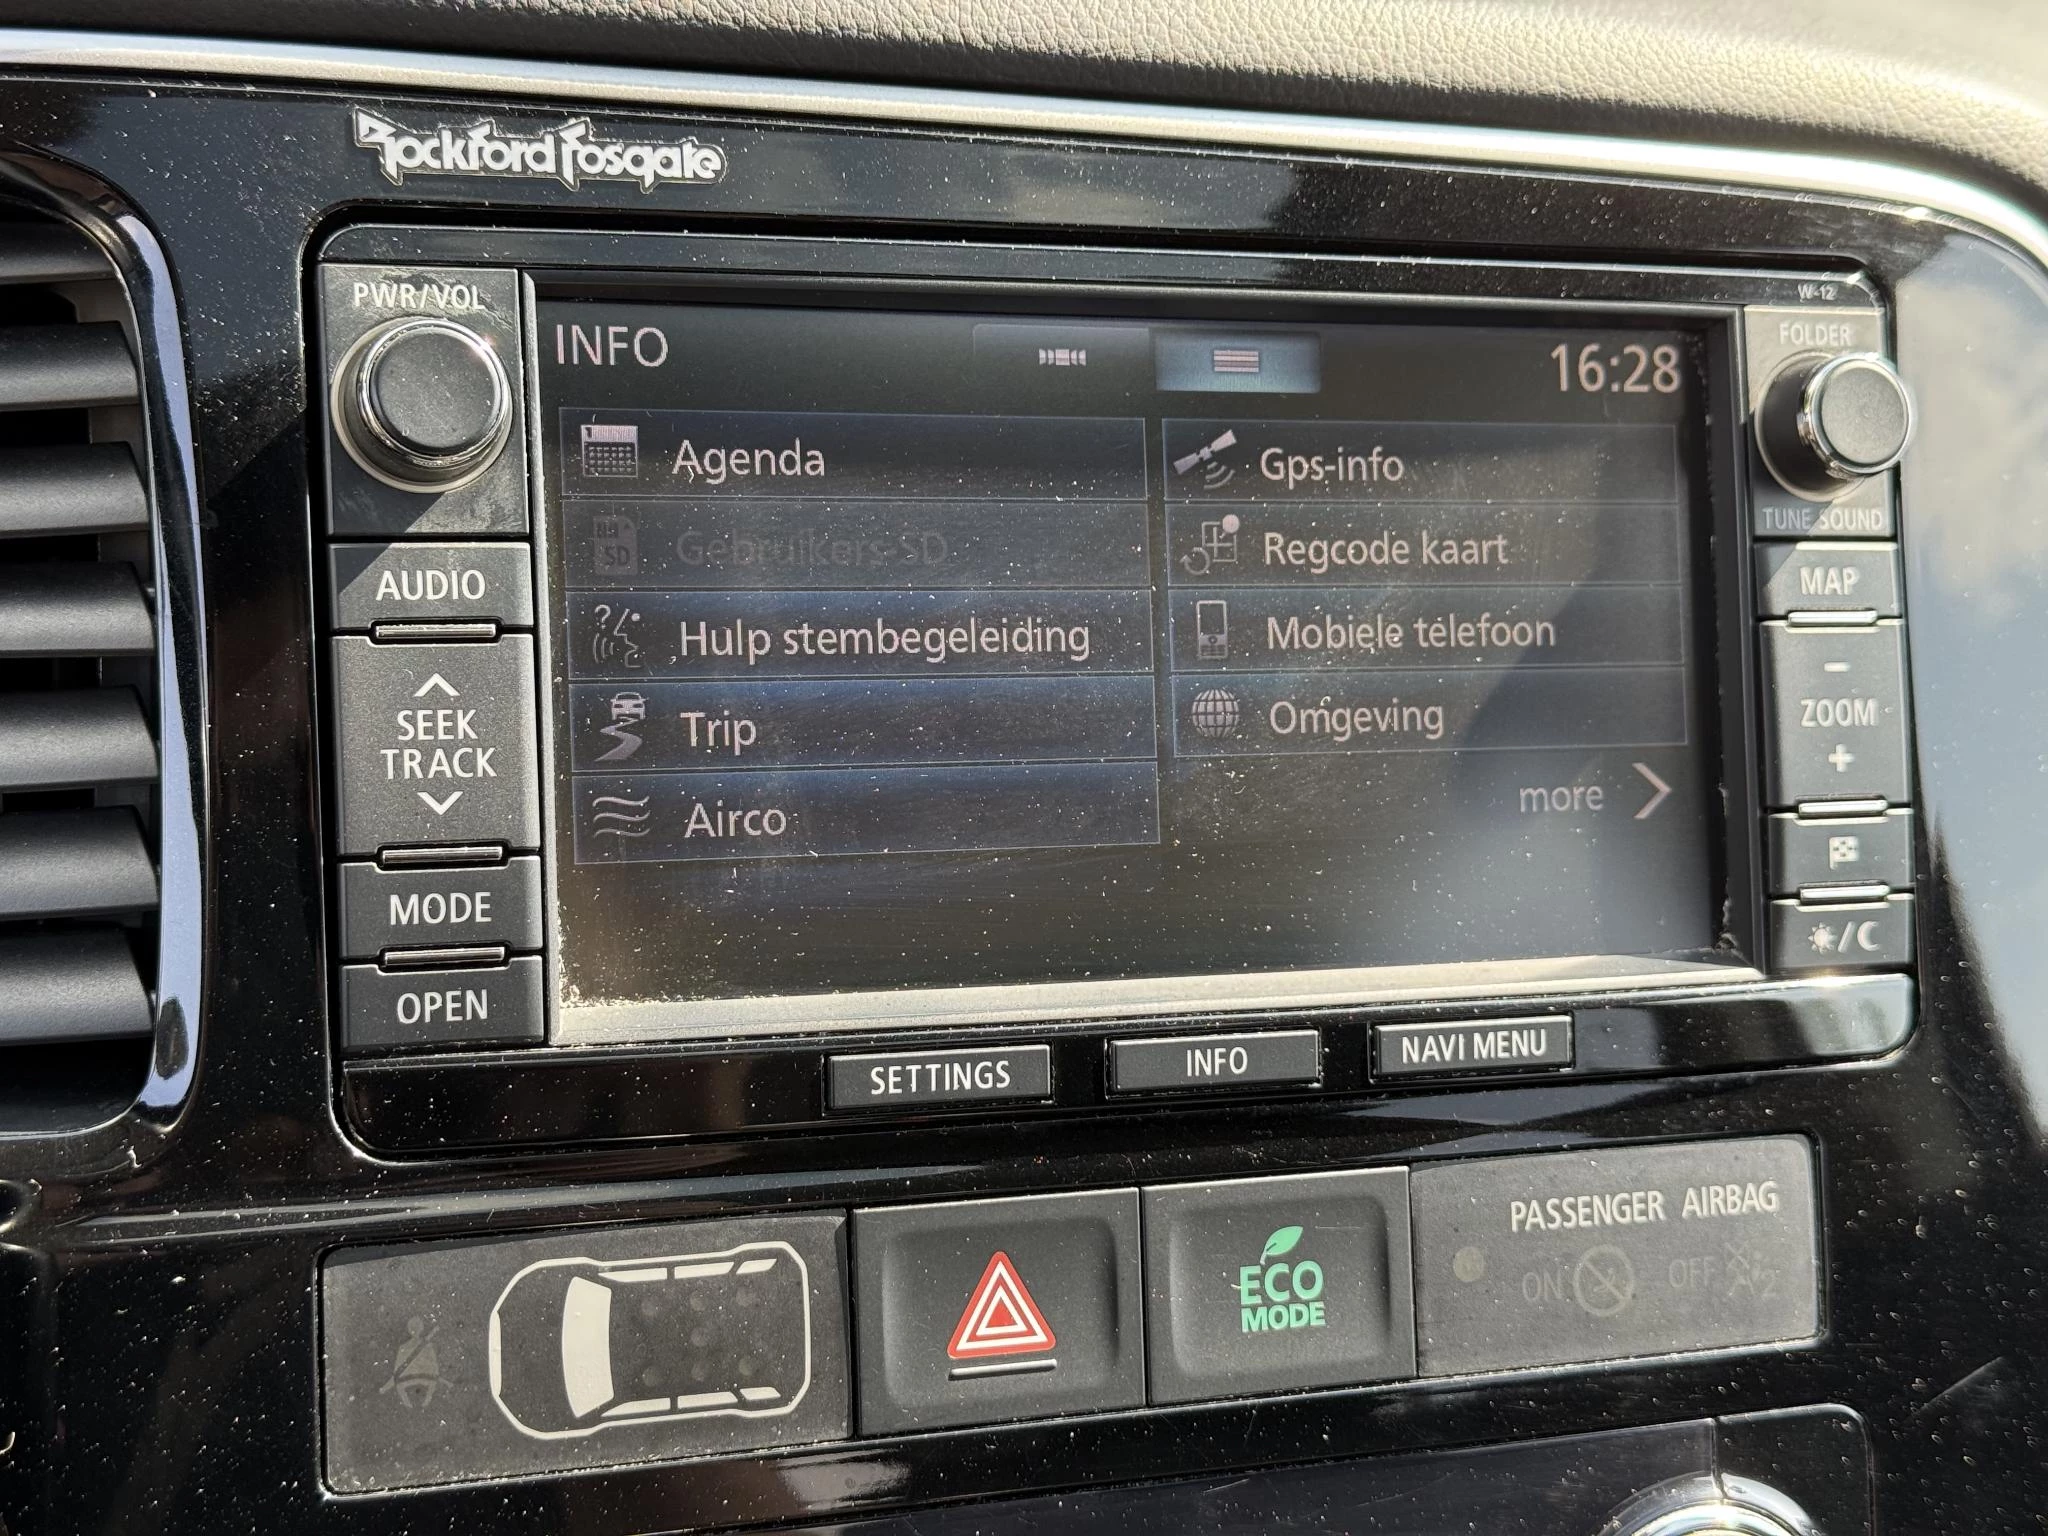 Rockford Fosgate
W-12
PWR/VOL
INFO
16:28
FOLDER
TUNE SOUND
Agenda
Gps-info
SD
Gebruikers-SD
Regcode kaart
Hulp stembegeleiding
Mobiele telefoon
Trip
Omgeving
Airco
more
AUDIO
SEEK
TRACK
MODE
OPEN
MAP
ZOOM
SETTINGS
INFO
NAVI MENU
ECO
MODE
PASSENGER AIRBAG
ON
OFF
2